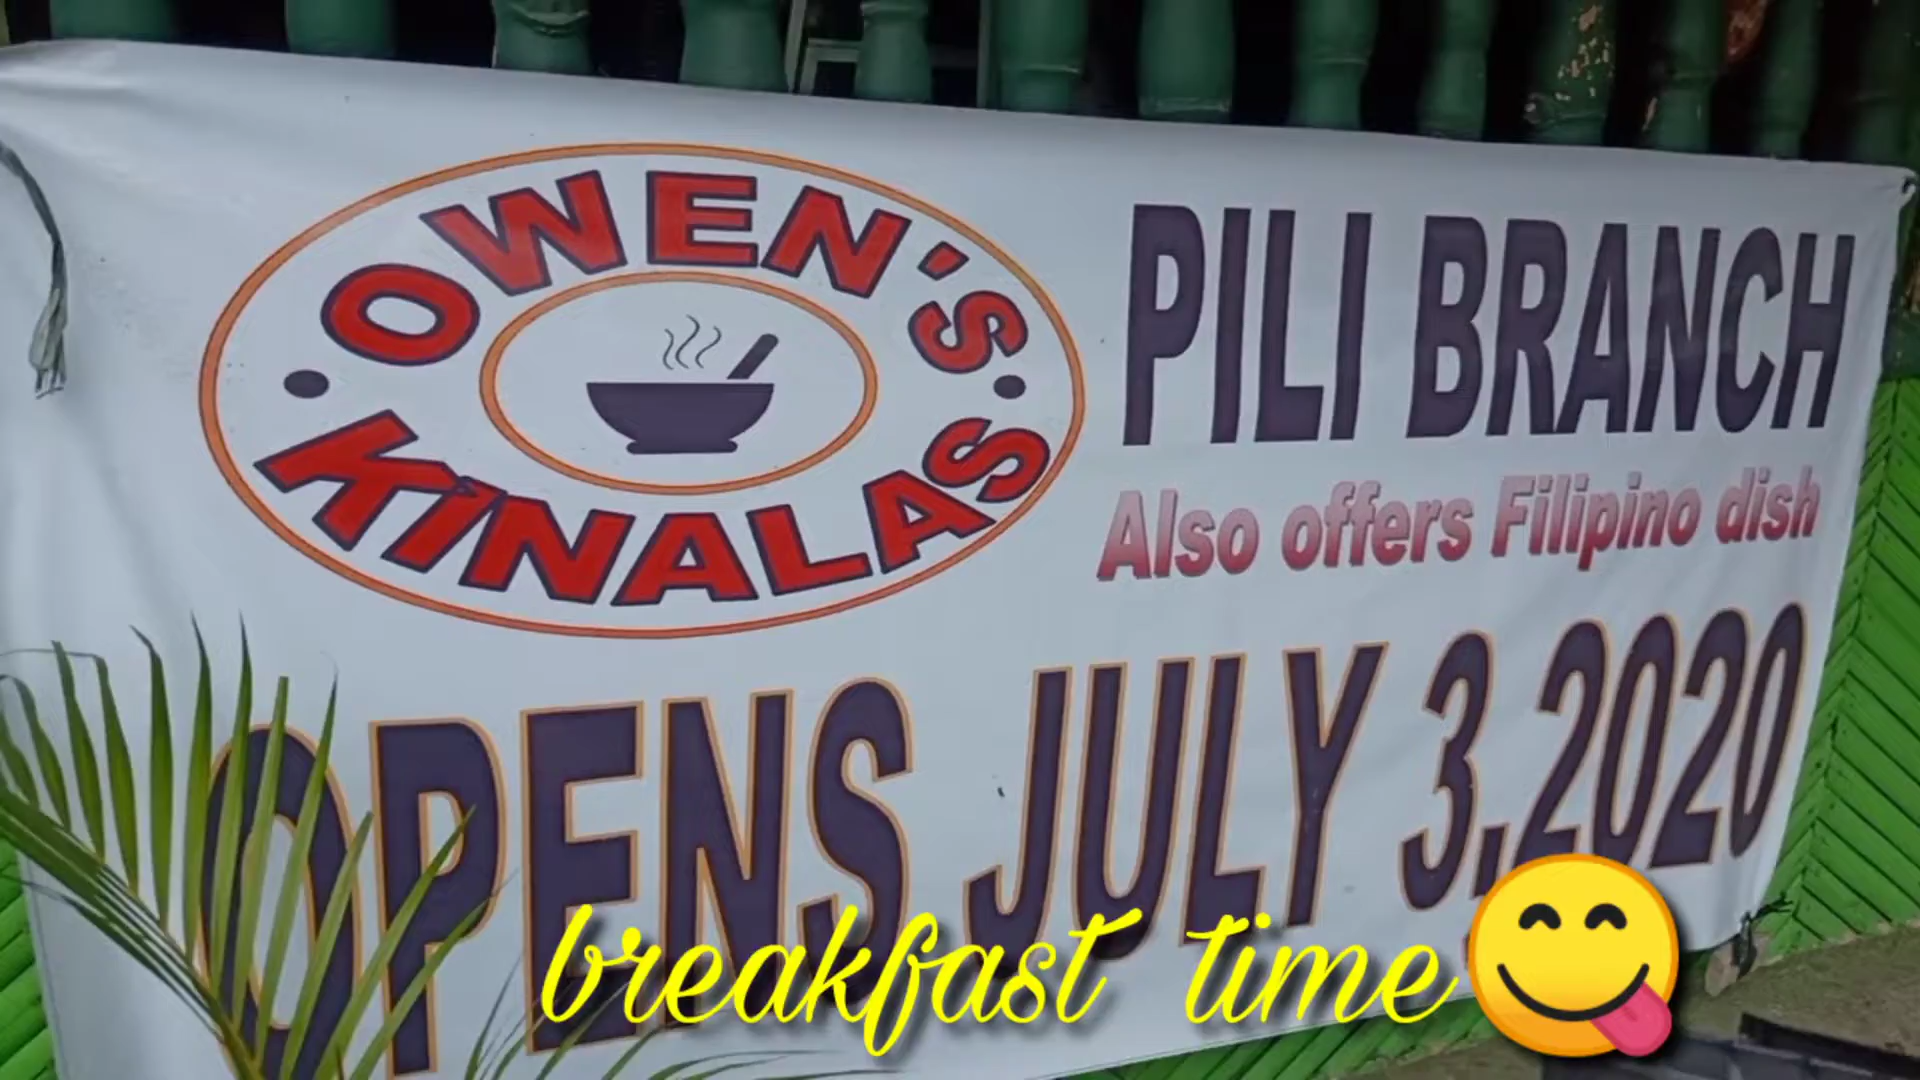 OWEN'S
KINALAS
PILI BRANCH
Also offers Filipino dish
OPENS JULY 3,2020
breakfast time